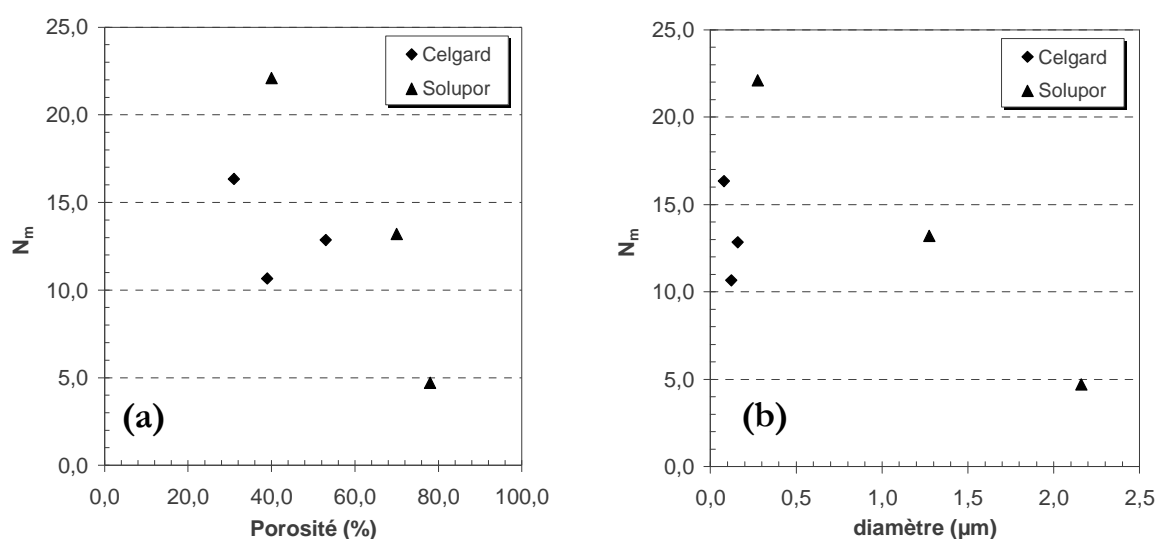 25,0
20,0
15,0
10,0
5,0
0,0
N_m
Celgard
Solupor
(a)
0,0 20,0 40,0 60,0 80,0 100,0
Porosité (%)
25,0
20,0
15,0
10,0
5,0
0,0
N_m
Celgard
Solupor
(b)
0,0 0,5 1,0 1,5 2,0 2,5
diamètre (µm)